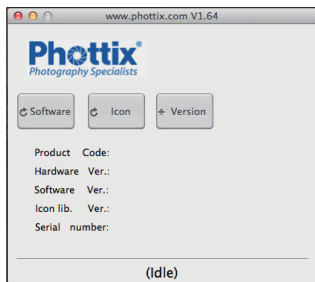 www.phottix.com V1.64
Phottix®
Photography Specialists
Software Icon Version
Product Code:
Hardware Ver.:
Software Ver.:
Icon lib. Ver.:
Serial number:
(Idle)